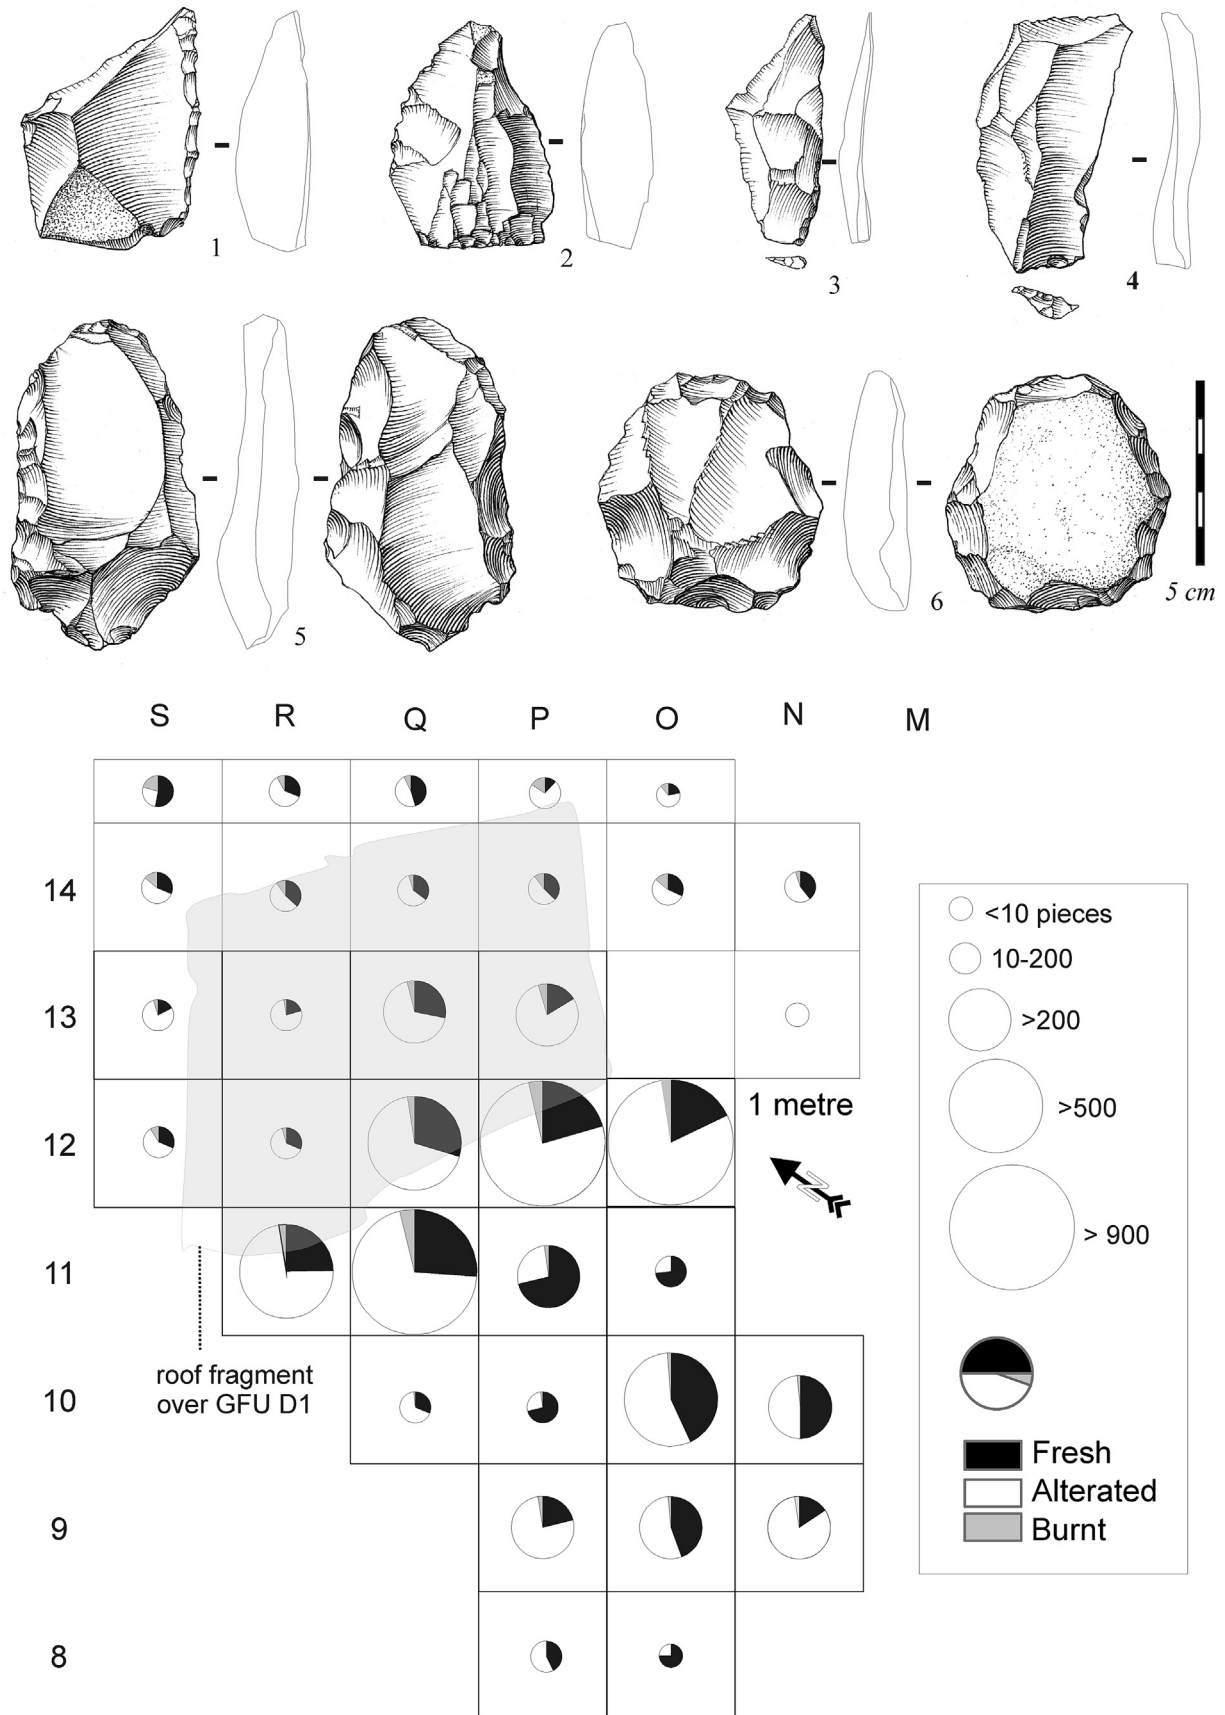 1
2
3
4
5
6
5 cm
S R Q P O N M
14
<10 pieces
10-200
13
>200
1 metre
>500
12
N
> 900
11
roof fragment
over GFU D1
10
Fresh
Alterated
Burnt
9
8